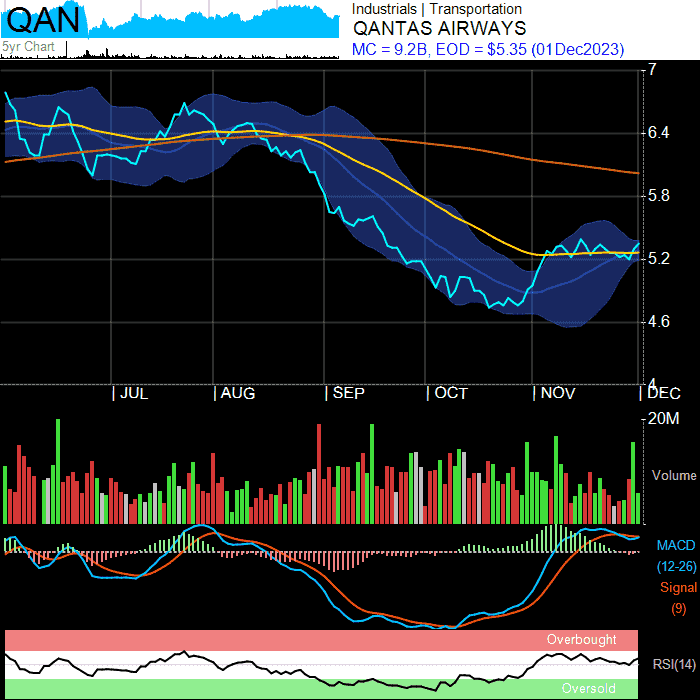 QAN
5yr Chart
Industrials | Transportation
QANTAS AIRWAYS
MC = 9.2B, EOD = $5.35 (01Dec2023)
7
6.4
5.8
5.2
4.6
4
JUL AUG SEP OCT NOV DEC
20M
Volume
MACD
(12-26)
Signal
(9)
Overbought
RSI(14)
Oversold